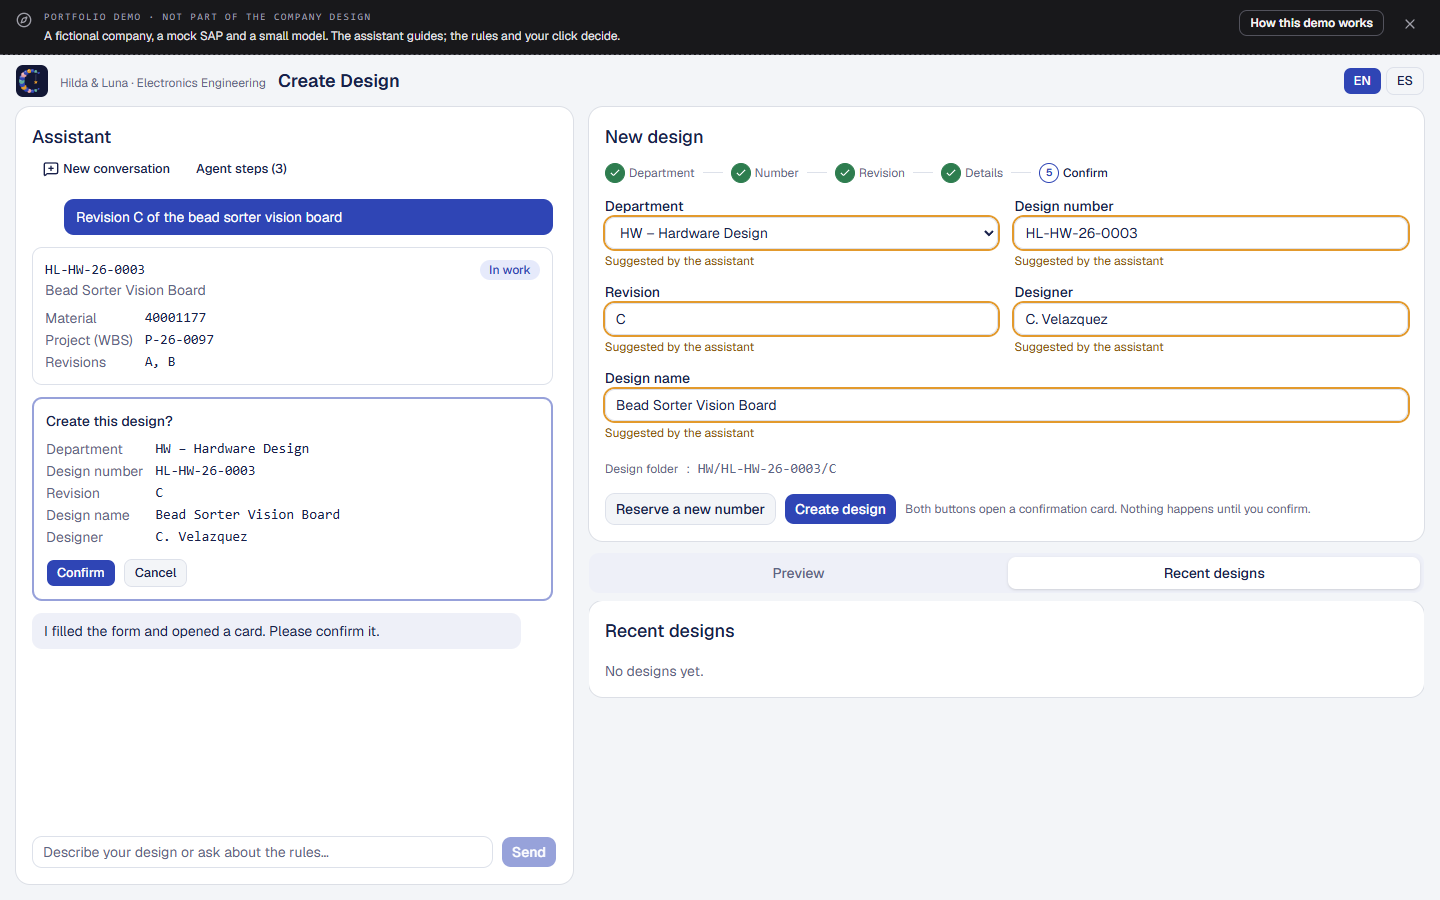 PORTFOLIO DEMO · NOT PART OF THE COMPANY DESIGN
A fictional company, a mock SAP and a small model. The assistant guides; the rules and your click decide.
How this demo works
Hilda & Luna · Electronics Engineering
Create Design
EN
ES
Assistant
New conversation
Agent steps (3)
Revision C of the bead sorter vision board
HL-HW-26-0003
In work
Bead Sorter Vision Board
Material 40001177
Project (WBS) P-26-0097
Revisions A, B
Create this design?
Department HW – Hardware Design
Design number HL-HW-26-0003
Revision C
Design name Bead Sorter Vision Board
Designer C. Velazquez
Confirm
Cancel
I filled the form and opened a card. Please confirm it.
Describe your design or ask about the rules...
Send
New design
Department
Number
Revision
Details
5 Confirm
Department
HW – Hardware Design
Suggested by the assistant
Design number
HL-HW-26-0003
Suggested by the assistant
Revision
C
Suggested by the assistant
Designer
C. Velazquez
Suggested by the assistant
Design name
Bead Sorter Vision Board
Suggested by the assistant
Design folder : HW/HL-HW-26-0003/C
Reserve a new number
Create design
Both buttons open a confirmation card. Nothing happens until you confirm.
Preview
Recent designs
Recent designs
No designs yet.